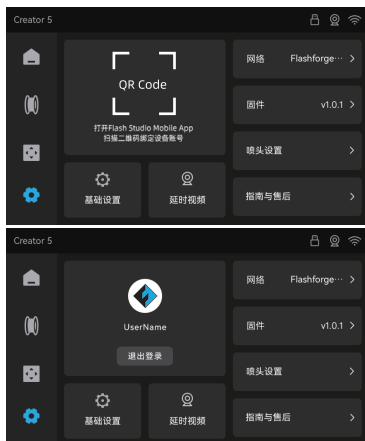 Creator 5
QR Code
打开Flash Studio Mobile App
扫描二维码绑定设备账号
基础设置
延时视频
网络 Flashforge···
固件 v1.0.1
喷头设置
指南与售后
Creator 5
UserName
退出登录
基础设置
延时视频
网络 Flashforge···
固件 v1.0.1
喷头设置
指南与售后